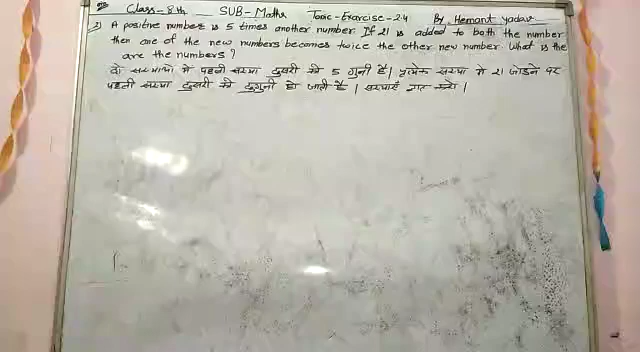 Class-8th SUB-Maths Topic-Exercise-2.4 By Hemant yadav
2) A positive number is 5 times another number. If 21 is added to both the number
then one of the new numbers becomes twice the other new number. What is the
are the numbers?
दो संख्याओं में पहली संख्या दूसरी की 5 गुनी है। प्रत्येक संख्या में 21 जोड़ने पर
पहली संख्या दूसरी की दुगुनी हो जाती है। संख्याएँ ज्ञात करो।